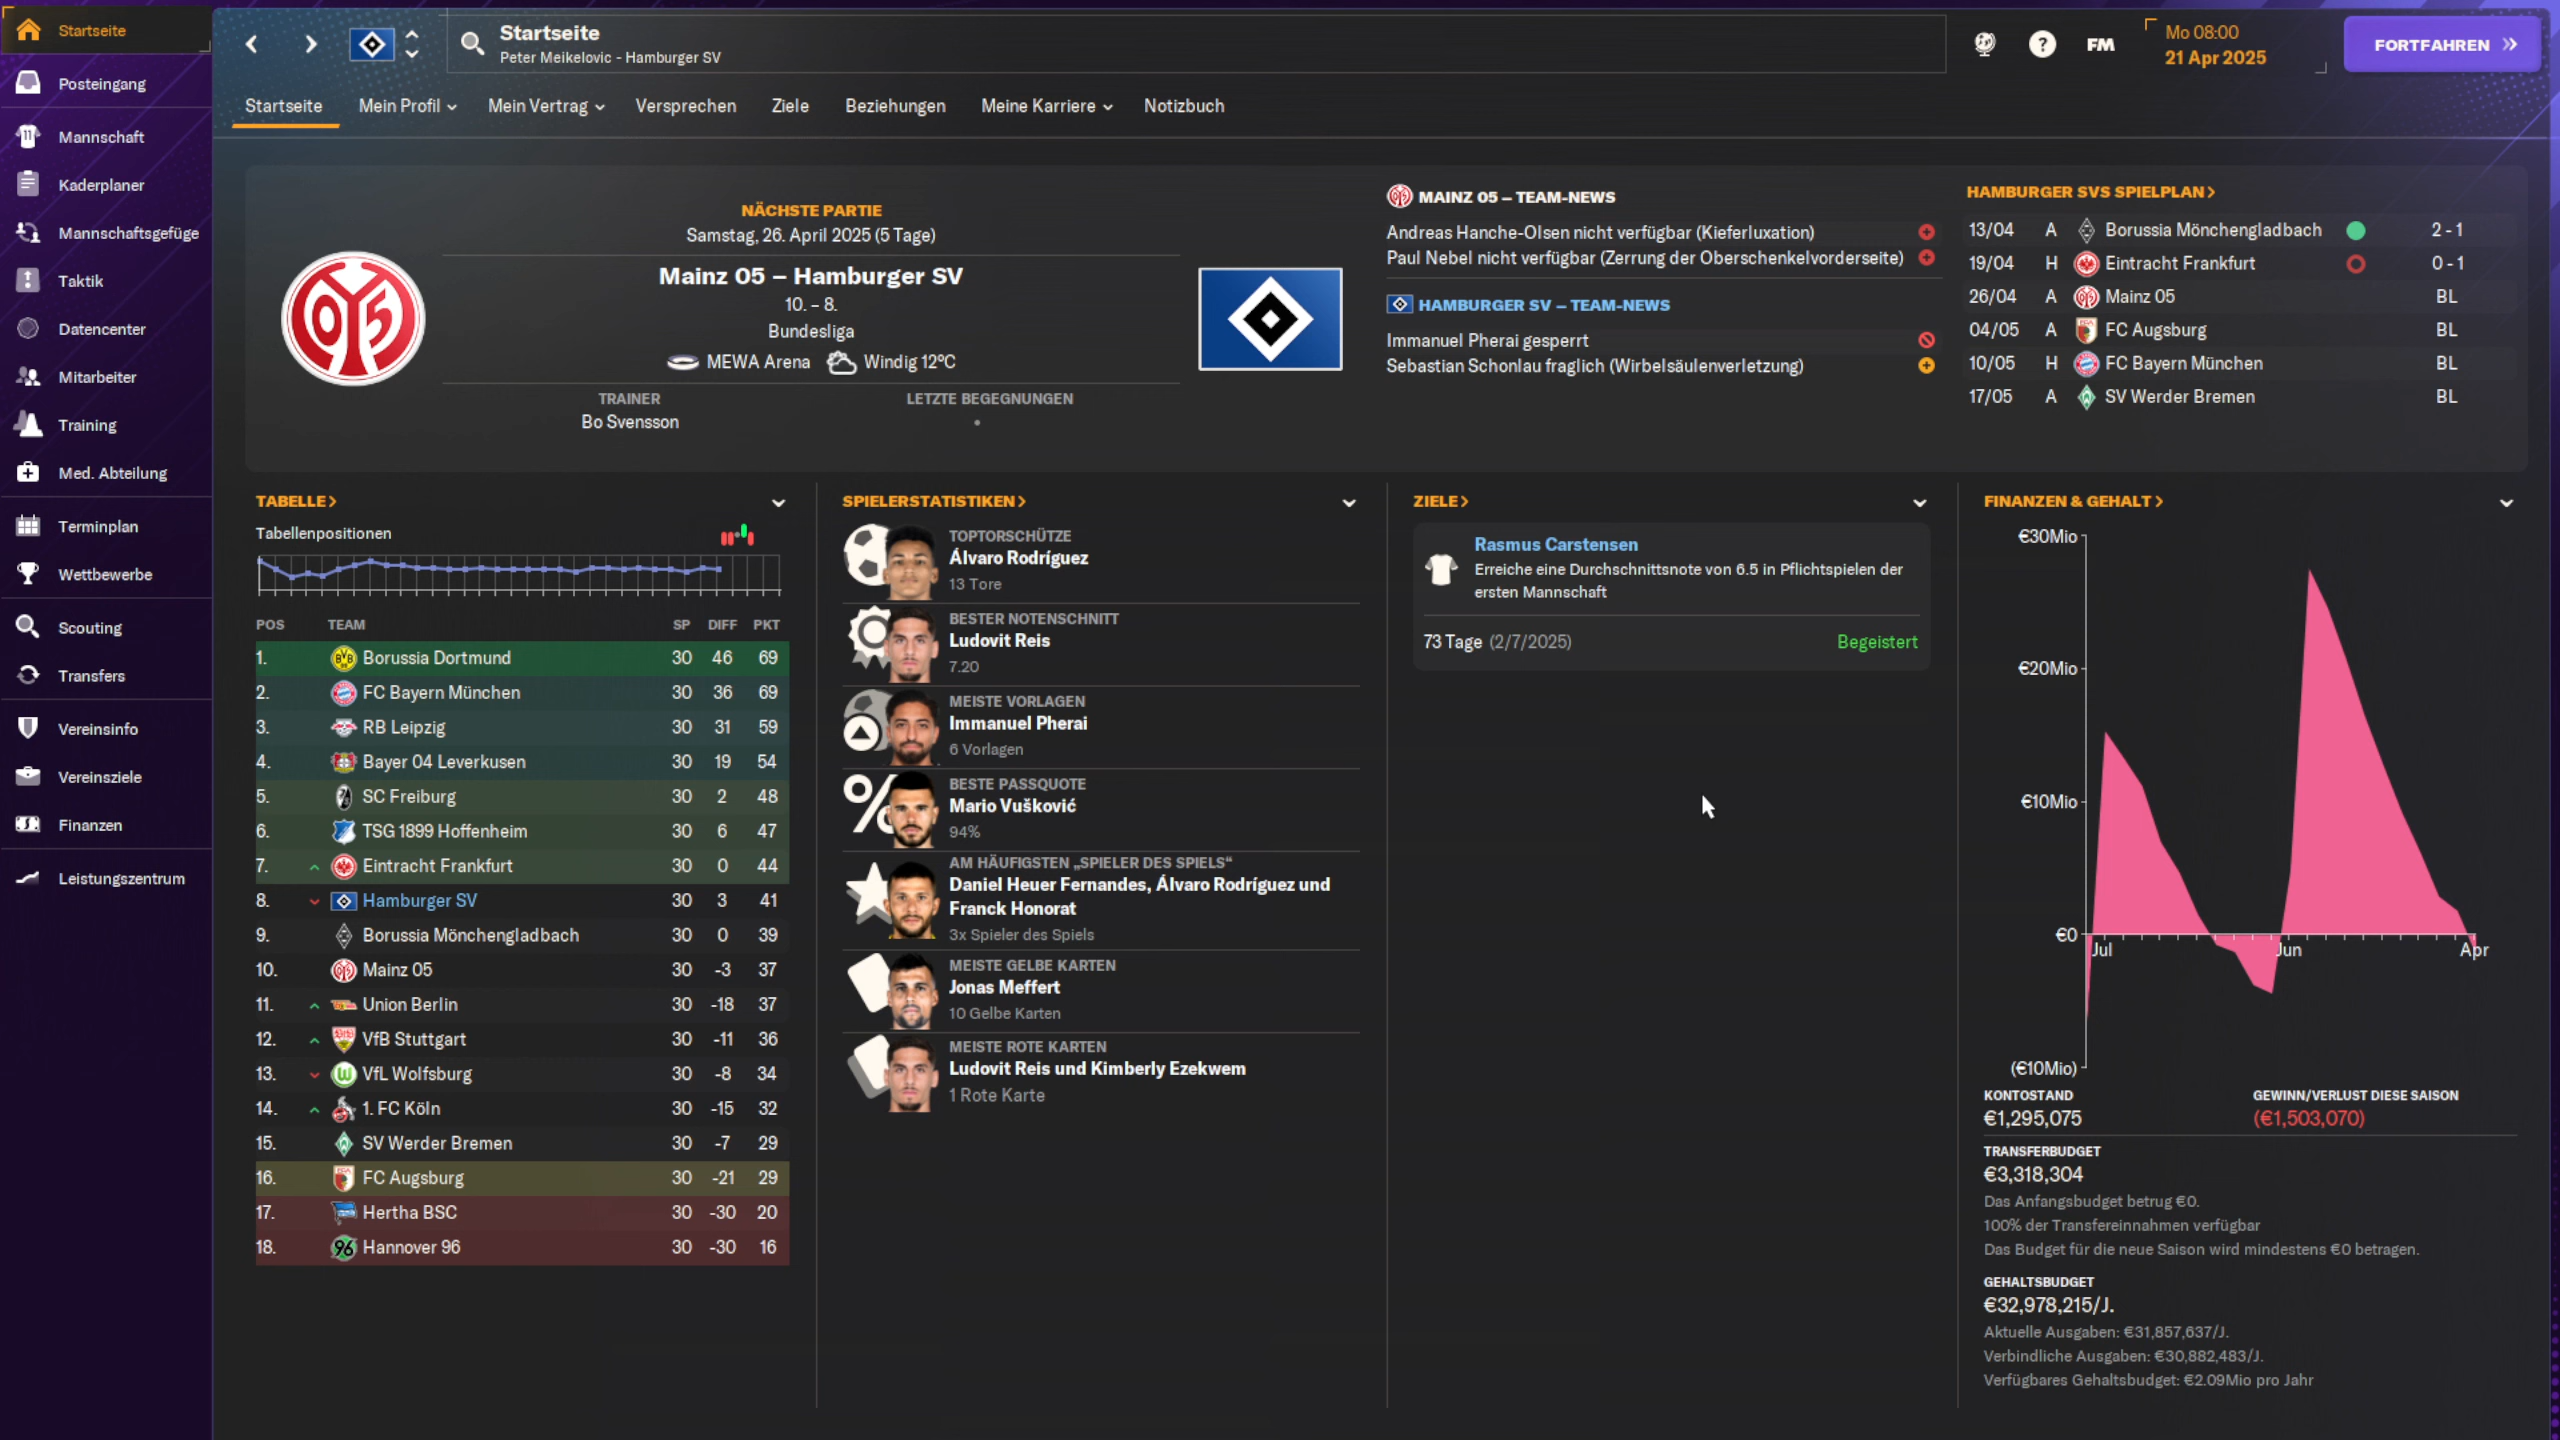 Startseite
Posteingang
Mannschaft
Kaderplaner
Mannschaftsgefüge
Taktik
Datencenter
Mitarbeiter
Training
Med. Abteilung
Terminplan
Wettbewerbe
Scouting
Transfers
Vereinsinfo
Vereinsziele
Finanzen
Leistungszentrum
Startseite
Peter Meikelovic - Hamburger SV
FM
Mo 08:00
21 Apr 2025
FORTFAHREN
Startseite Mein Profil Mein Vertrag Versprechen Ziele Beziehungen Meine Karriere Notizbuch
NÄCHSTE PARTIE
Samstag, 26. April 2025 (5 Tage)
Mainz 05 – Hamburger SV
10. – 8.
Bundesliga
MEWA Arena Windig 12°C
TRAINER
Bo Svensson
LETZTE BEGEGNUNGEN
MAINZ 05 – TEAM-NEWS
Andreas Hanche-Olsen nicht verfügbar (Kieferluxation)
Paul Nebel nicht verfügbar (Zerrung der Oberschenkelvorderseite)
HAMBURGER SV – TEAM-NEWS
Immanuel Pherai gesperrt
Sebastian Schonlau fraglich (Wirbelsäulenverletzung)
HAMBURGER SVS SPIELPLAN
13/04 A Borussia Mönchengladbach 2 - 1
19/04 H Eintracht Frankfurt 0 - 1
26/04 A Mainz 05 BL
04/05 A FC Augsburg BL
10/05 H FC Bayern München BL
17/05 A SV Werder Bremen BL
TABELLE
Tabellenpositionen
POS TEAM SP DIFF PKT
1. Borussia Dortmund 30 46 69
2. FC Bayern München 30 36 69
3. RB Leipzig 30 31 59
4. Bayer 04 Leverkusen 30 19 54
5. SC Freiburg 30 2 48
6. TSG 1899 Hoffenheim 30 6 47
7. Eintracht Frankfurt 30 0 44
8. Hamburger SV 30 3 41
9. Borussia Mönchengladbach 30 0 39
10. Mainz 05 30 -3 37
11. Union Berlin 30 -18 37
12. VfB Stuttgart 30 -11 36
13. VfL Wolfsburg 30 -8 34
14. 1. FC Köln 30 -15 32
15. SV Werder Bremen 30 -7 29
16. FC Augsburg 30 -21 29
17. Hertha BSC 30 -30 20
18. Hannover 96 30 -30 16
SPIELERSTATISTIKEN
TOPTORSCHÜTZE
Álvaro Rodríguez
13 Tore
BESTER NOTENSCHNITT
Ludovit Reis
7.20
MEISTE VORLAGEN
Immanuel Pherai
6 Vorlagen
BESTE PASSQUOTE
Mario Vušković
94%
AM HÄUFIGSTEN „SPIELER DES SPIELS“
Daniel Heuer Fernandes, Álvaro Rodríguez und
Franck Honorat
3x Spieler des Spiels
MEISTE GELBE KARTEN
Jonas Meffert
10 Gelbe Karten
MEISTE ROTE KARTEN
Ludovit Reis und Kimberly Ezekwem
1 Rote Karte
ZIELE
Rasmus Carstensen
Erreiche eine Durchschnittsnote von 6.5 in Pflichtspielen der
ersten Mannschaft
73 Tage (2/7/2025) Begeistert
FINANZEN & GEHALT
€30Mio
€20Mio
€10Mio
€0
(€10Mio)
Jul Jun Apr
KONTOSTAND
€1,295,075
GEWINN/VERLUST DIESE SAISON
(€1,503,070)
TRANSFERBUDGET
€3,318,304
Das Anfangsbudget betrug €0.
100% der Transfereinnahmen verfügbar
Das Budget für die neue Saison wird mindestens €0 betragen.
GEHALTSBUDGET
€32,978,215/J.
Aktuelle Ausgaben: €31,857,637/J.
Verbindliche Ausgaben: €30,882,483/J.
Verfügbares Gehaltsbudget: €2.09Mio pro Jahr